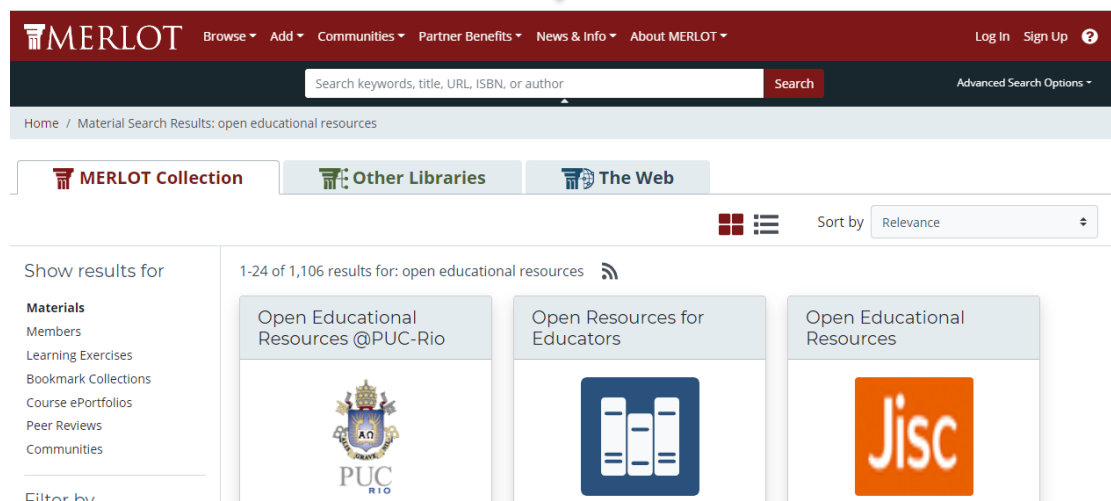 MERLOT
Browse Add Communities Partner Benefits News & Info About MERLOT
Log In Sign Up ?
Search keywords, title, URL, ISBN, or author
Search
Advanced Search Options
Home / Material Search Results: open educational resources
MERLOT Collection
Other Libraries
The Web
Sort by Relevance
Show results for
Materials
Members
Learning Exercises
Bookmark Collections
Course ePortfolios
Peer Reviews
Communities
Filter by
1-24 of 1,106 results for: open educational resources
Open Educational
Resources @PUC-Rio
ΑΩ
PUC
RIO
Open Resources for
Educators
Open Educational
Resources
Jisc